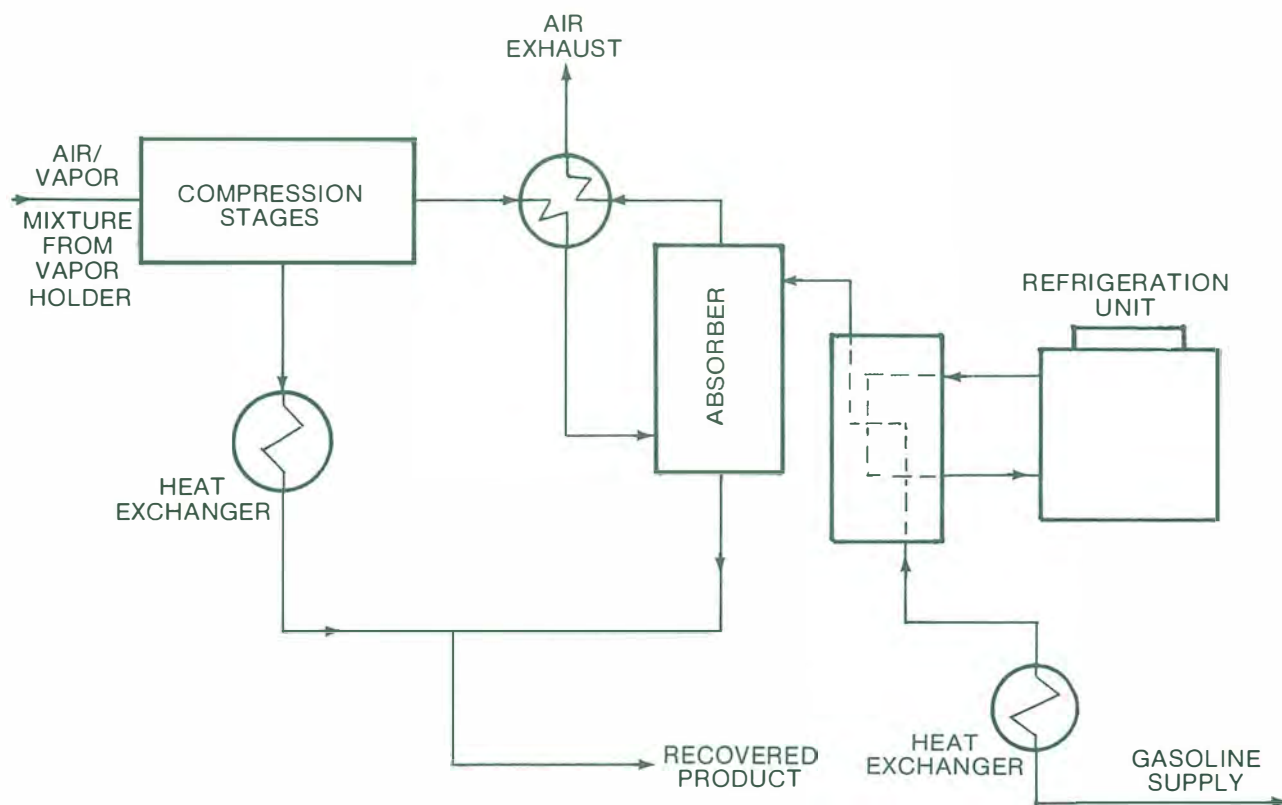 AIR
EXHAUST
AIR/
VAPOR
MIXTURE
FROM
VAPOR
HOLDER
COMPRESSION
STAGES
ABSORBER
REFRIGERATION
UNIT
HEAT
EXCHANGER
RECOVERED
PRODUCT
HEAT
EXCHANGER
GASOLINE
SUPPLY